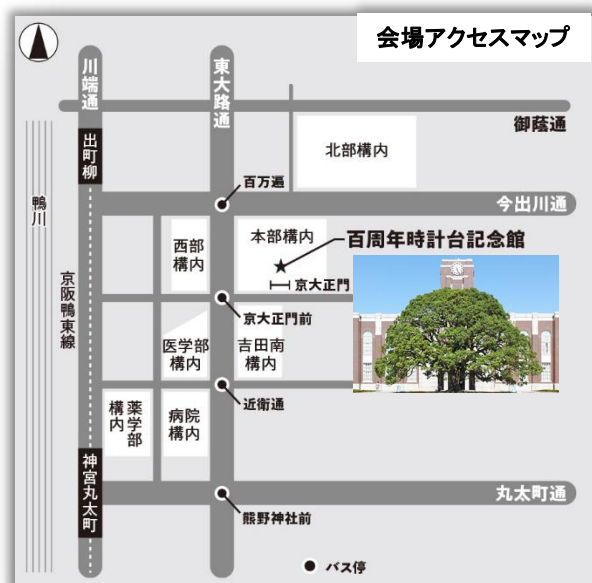 会場アクセスマップ
川端通
東大路通
御蔭通
出町柳
北部構内
百万遍
今出川通
鴨川
西部
構内
本部構内
百周年時計台記念館
京大正門
京阪鴨東線
京大正門前
医学部
構内
吉田南
構内
近衛通
薬学部
構内
病院
構内
神宮丸太町
丸太町通
熊野神社前
バス停